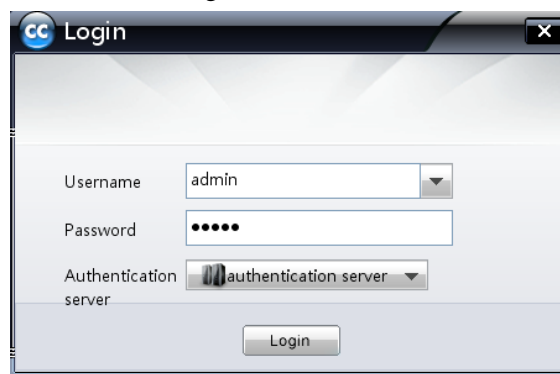 CC Login
Username admin
Password •••••
Authentication server authentication server
Login